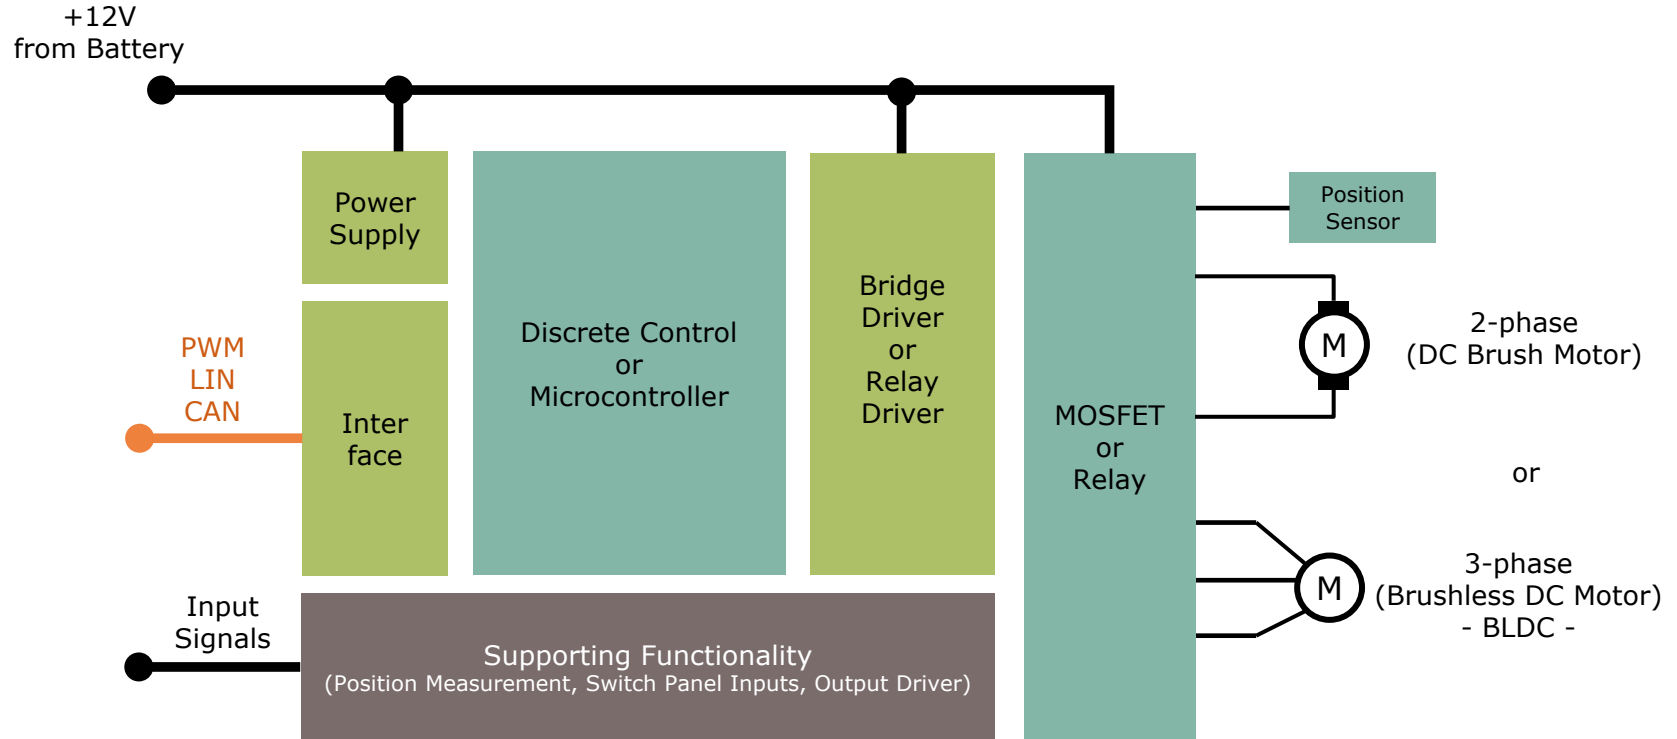 +12V
from Battery
Power
Supply
PWM
LIN
CAN
Inter
face
Discrete Control
or
Microcontroller
Bridge
Driver
or
Relay
Driver
MOSFET
or
Relay
Position
Sensor
M
2-phase
(DC Brush Motor)
or
M
3-phase
(Brushless DC Motor)
- BLDC -
Input
Signals
Supporting Functionality
(Position Measurement, Switch Panel Inputs, Output Driver)